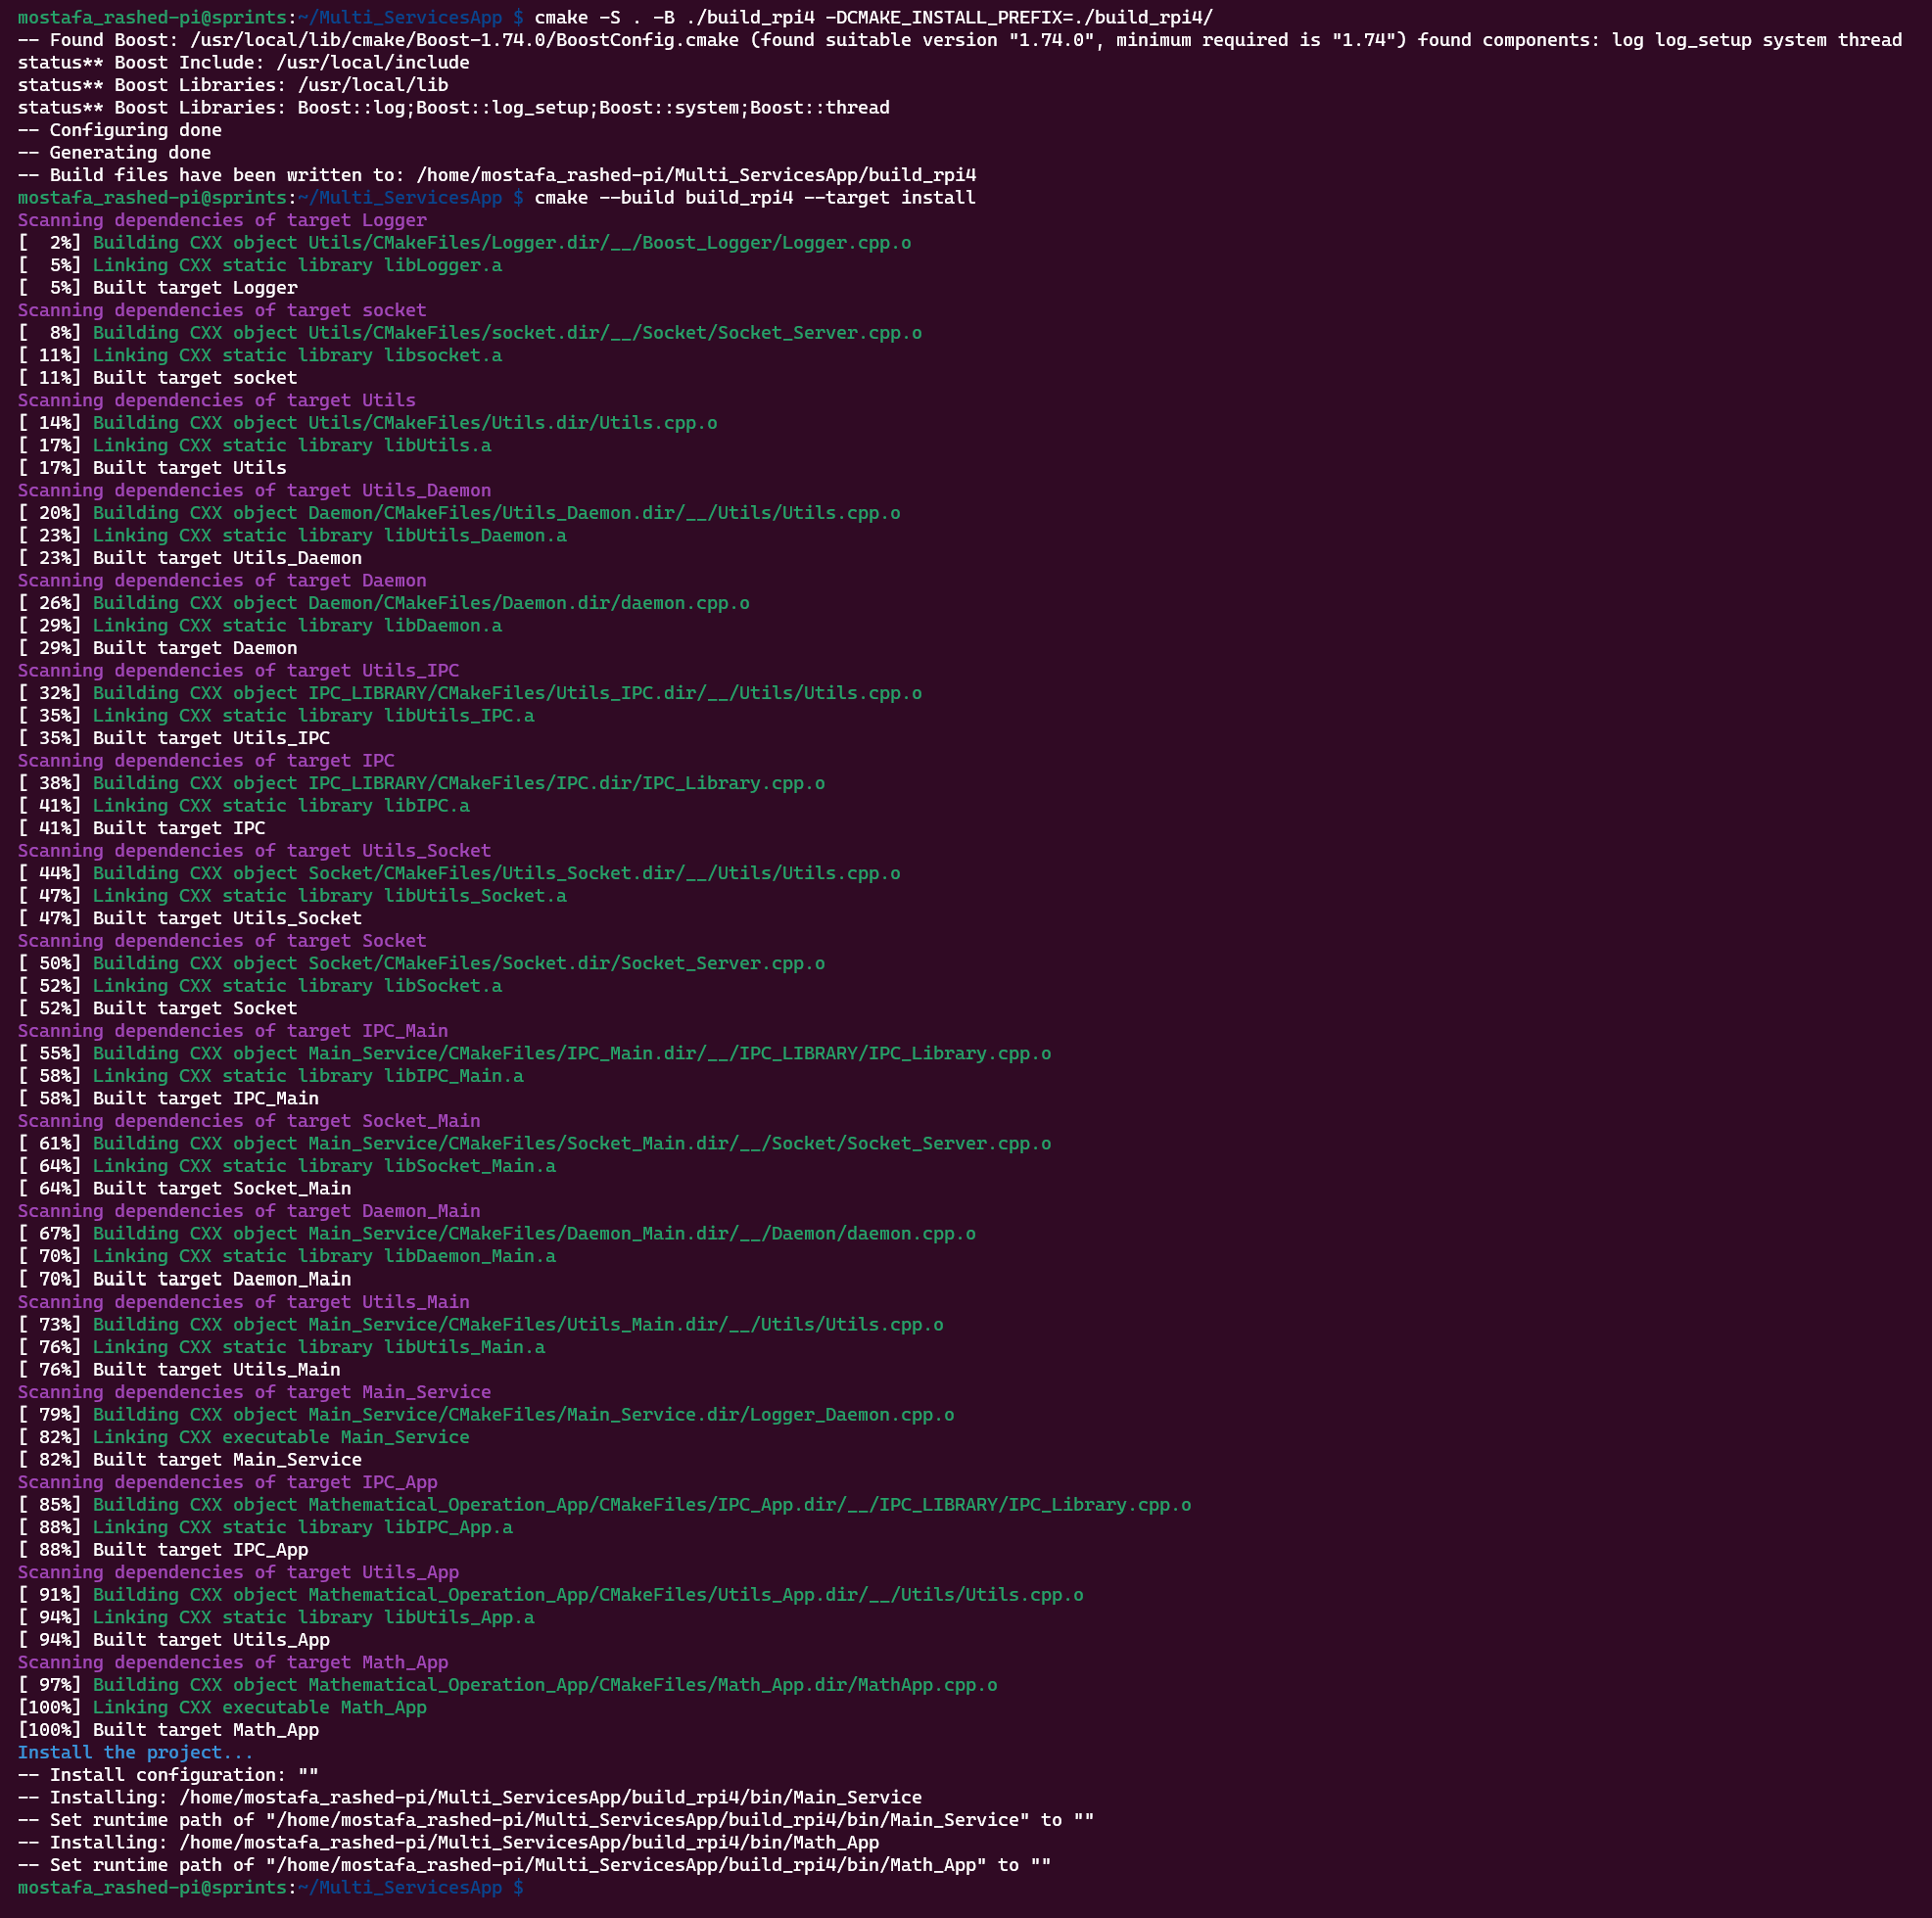 mostafa_rashed-pi@sprints:~/Multi_ServicesApp $ cmake -S . -B ./build_rpi4 -DCMAKE_INSTALL_PREFIX=./build_rpi4/
-- Found Boost: /usr/local/lib/cmake/Boost-1.74.0/BoostConfig.cmake (found suitable version "1.74.0", minimum required is "1.74") found components: log log_setup system thread
status** Boost Include: /usr/local/include
status** Boost Libraries: /usr/local/lib
status** Boost Libraries: Boost::log;Boost::log_setup;Boost::system;Boost::thread
-- Configuring done
-- Generating done
-- Build files have been written to: /home/mostafa_rashed-pi/Multi_ServicesApp/build_rpi4
mostafa_rashed-pi@sprints:~/Multi_ServicesApp $ cmake --build build_rpi4 --target install
Scanning dependencies of target Logger
[  2%] Building CXX object Utils/CMakeFiles/Logger.dir/__/Boost_Logger/Logger.cpp.o
[  5%] Linking CXX static library libLogger.a
[  5%] Built target Logger
Scanning dependencies of target socket
[  8%] Building CXX object Utils/CMakeFiles/socket.dir/__/Socket/Socket_Server.cpp.o
[ 11%] Linking CXX static library libsocket.a
[ 11%] Built target socket
Scanning dependencies of target Utils
[ 14%] Building CXX object Utils/CMakeFiles/Utils.dir/Utils.cpp.o
[ 17%] Linking CXX static library libUtils.a
[ 17%] Built target Utils
Scanning dependencies of target Utils_Daemon
[ 20%] Building CXX object Daemon/CMakeFiles/Utils_Daemon.dir/__/Utils/Utils.cpp.o
[ 23%] Linking CXX static library libUtils_Daemon.a
[ 23%] Built target Utils_Daemon
Scanning dependencies of target Daemon
[ 26%] Building CXX object Daemon/CMakeFiles/Daemon.dir/daemon.cpp.o
[ 29%] Linking CXX static library libDaemon.a
[ 29%] Built target Daemon
Scanning dependencies of target Utils_IPC
[ 32%] Building CXX object IPC_LIBRARY/CMakeFiles/Utils_IPC.dir/__/Utils/Utils.cpp.o
[ 35%] Linking CXX static library libUtils_IPC.a
[ 35%] Built target Utils_IPC
Scanning dependencies of target IPC
[ 38%] Building CXX object IPC_LIBRARY/CMakeFiles/IPC.dir/IPC_Library.cpp.o
[ 41%] Linking CXX static library libIPC.a
[ 41%] Built target IPC
Scanning dependencies of target Utils_Socket
[ 44%] Building CXX object Socket/CMakeFiles/Utils_Socket.dir/__/Utils/Utils.cpp.o
[ 47%] Linking CXX static library libUtils_Socket.a
[ 47%] Built target Utils_Socket
Scanning dependencies of target Socket
[ 50%] Building CXX object Socket/CMakeFiles/Socket.dir/Socket_Server.cpp.o
[ 52%] Linking CXX static library libSocket.a
[ 52%] Built target Socket
Scanning dependencies of target IPC_Main
[ 55%] Building CXX object Main_Service/CMakeFiles/IPC_Main.dir/__/IPC_LIBRARY/IPC_Library.cpp.o
[ 58%] Linking CXX static library libIPC_Main.a
[ 58%] Built target IPC_Main
Scanning dependencies of target Socket_Main
[ 61%] Building CXX object Main_Service/CMakeFiles/Socket_Main.dir/__/Socket/Socket_Server.cpp.o
[ 64%] Linking CXX static library libSocket_Main.a
[ 64%] Built target Socket_Main
Scanning dependencies of target Daemon_Main
[ 67%] Building CXX object Main_Service/CMakeFiles/Daemon_Main.dir/__/Daemon/daemon.cpp.o
[ 70%] Linking CXX static library libDaemon_Main.a
[ 70%] Built target Daemon_Main
Scanning dependencies of target Utils_Main
[ 73%] Building CXX object Main_Service/CMakeFiles/Utils_Main.dir/__/Utils/Utils.cpp.o
[ 76%] Linking CXX static library libUtils_Main.a
[ 76%] Built target Utils_Main
Scanning dependencies of target Main_Service
[ 79%] Building CXX object Main_Service/CMakeFiles/Main_Service.dir/Logger_Daemon.cpp.o
[ 82%] Linking CXX executable Main_Service
[ 82%] Built target Main_Service
Scanning dependencies of target IPC_App
[ 85%] Building CXX object Mathematical_Operation_App/CMakeFiles/IPC_App.dir/__/IPC_LIBRARY/IPC_Library.cpp.o
[ 88%] Linking CXX static library libIPC_App.a
[ 88%] Built target IPC_App
Scanning dependencies of target Utils_App
[ 91%] Building CXX object Mathematical_Operation_App/CMakeFiles/Utils_App.dir/__/Utils/Utils.cpp.o
[ 94%] Linking CXX static library libUtils_App.a
[ 94%] Built target Utils_App
Scanning dependencies of target Math_App
[ 97%] Building CXX object Mathematical_Operation_App/CMakeFiles/Math_App.dir/MathApp.cpp.o
[100%] Linking CXX executable Math_App
[100%] Built target Math_App
Install the project...
-- Install configuration: ""
-- Installing: /home/mostafa_rashed-pi/Multi_ServicesApp/build_rpi4/bin/Main_Service
-- Set runtime path of "/home/mostafa_rashed-pi/Multi_ServicesApp/build_rpi4/bin/Main_Service" to ""
-- Installing: /home/mostafa_rashed-pi/Multi_ServicesApp/build_rpi4/bin/Math_App
-- Set runtime path of "/home/mostafa_rashed-pi/Multi_ServicesApp/build_rpi4/bin/Math_App" to ""
mostafa_rashed-pi@sprints:~/Multi_ServicesApp $